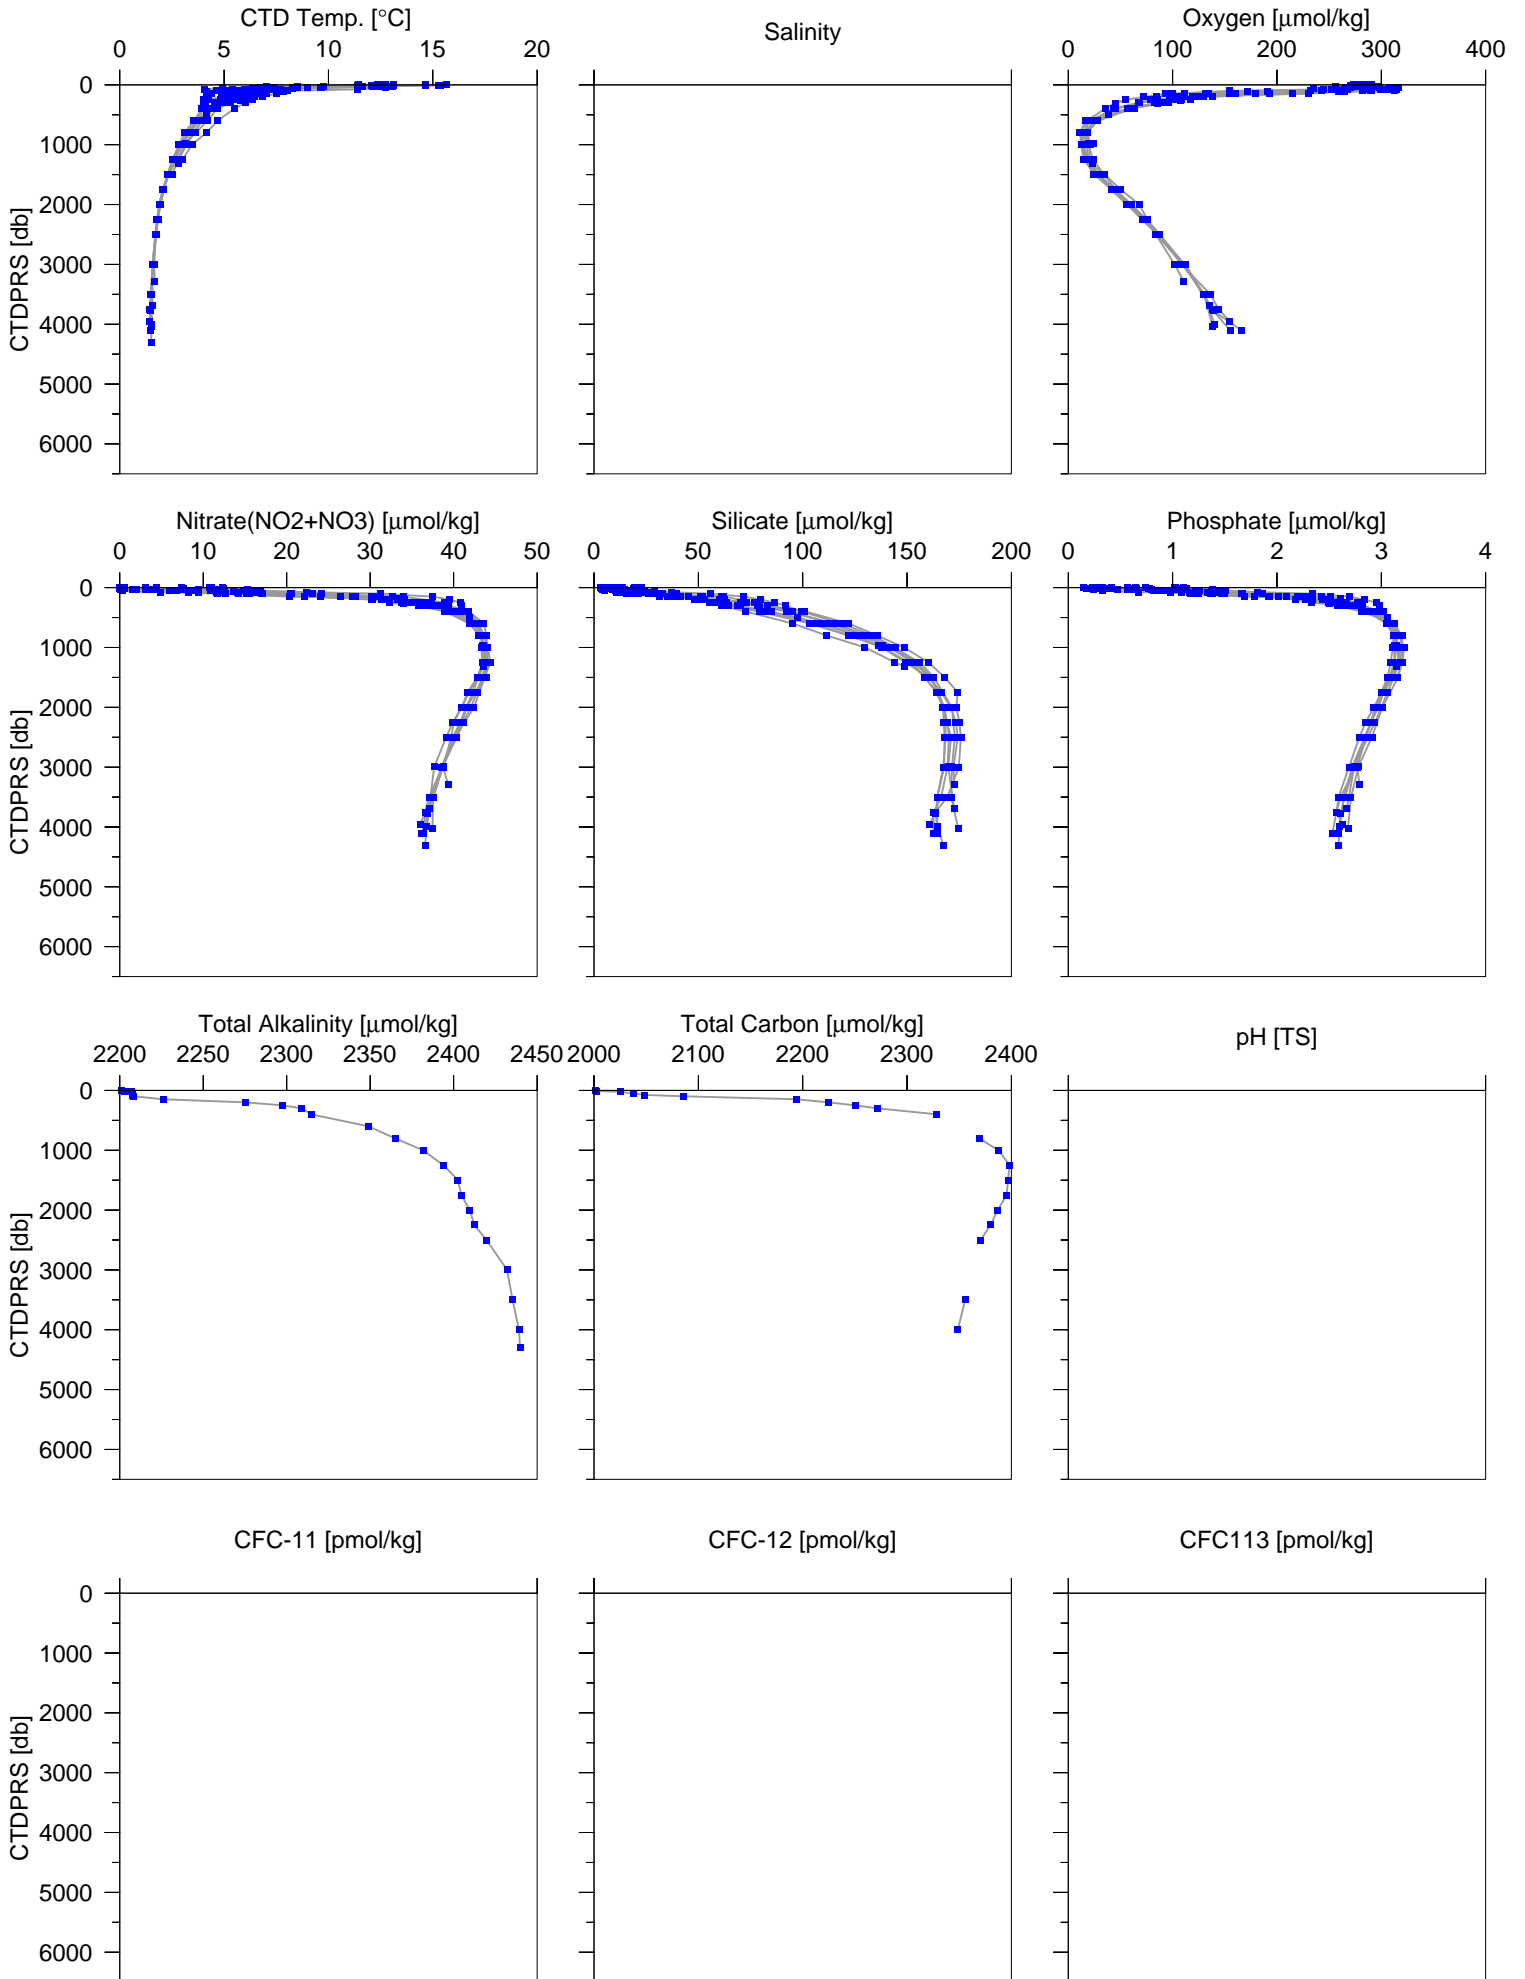 CTD Temp. [°C]
Salinity
Oxygen [μmol/kg]
0 5 10 15 20
0 100 200 300 400
0
1000
2000
3000
4000
5000
6000
CTDPRS [db]
Nitrate(NO2+NO3) [μmol/kg]
Silicate [μmol/kg]
Phosphate [μmol/kg]
0 10 20 30 40 50
0 50 100 150 200
0 1 2 3 4
0
1000
2000
3000
4000
5000
6000
CTDPRS [db]
Total Alkalinity [μmol/kg]
Total Carbon [μmol/kg]
pH [TS]
2200 2250 2300 2350 2400 2450
2000 2100 2200 2300 2400
0
1000
2000
3000
4000
5000
6000
CTDPRS [db]
CFC-11 [pmol/kg]
CFC-12 [pmol/kg]
CFC113 [pmol/kg]
0
1000
2000
3000
4000
5000
6000
CTDPRS [db]